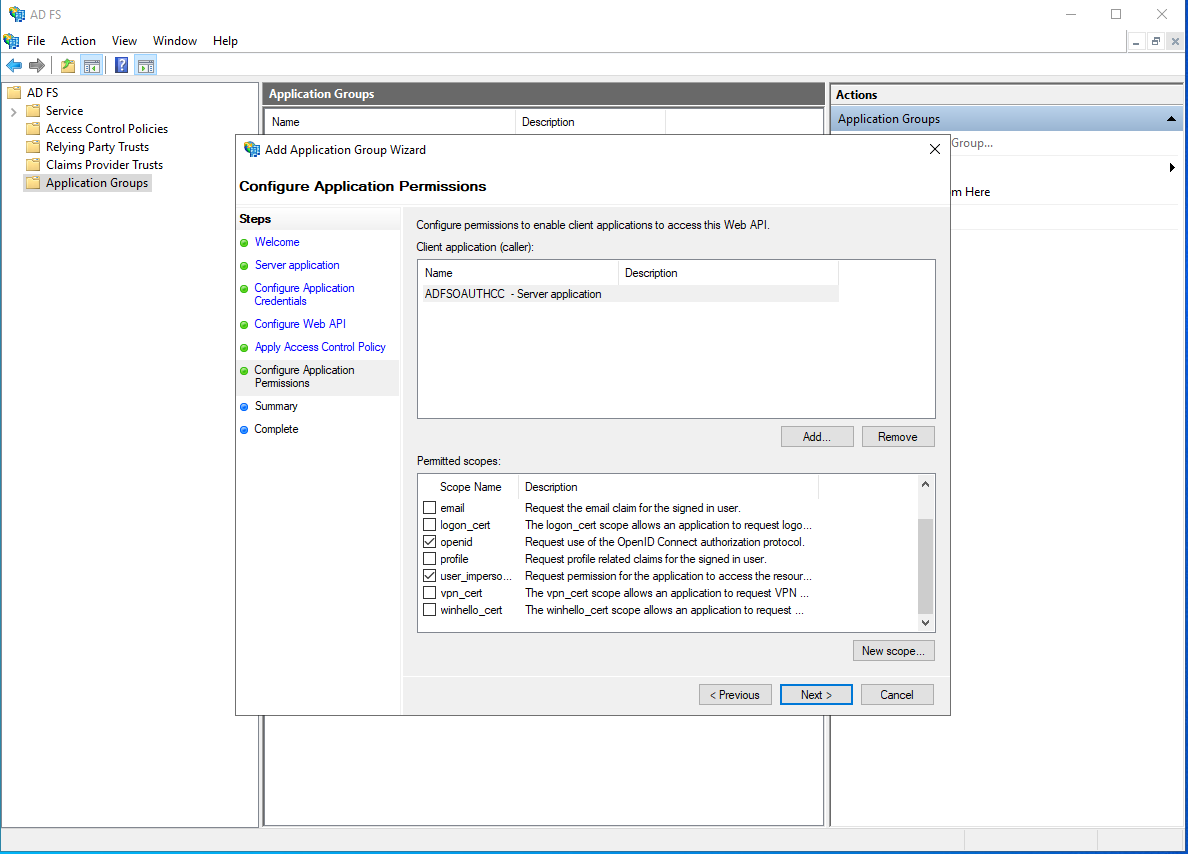 AD FS
File Action View Window Help
AD FS
Service
Access Control Policies
Relying Party Trusts
Claims Provider Trusts
Application Groups
Application Groups
Name Description
Actions
Application Groups
Group...
m Here
Add Application Group Wizard
Configure Application Permissions
Steps
Welcome
Server application
Configure Application
Credentials
Configure Web API
Apply Access Control Policy
Configure Application
Permissions
Summary
Complete
Configure permissions to enable client applications to access this Web API.
Client application (caller):
Name Description
ADFSOAUTHCC - Server application
Add... Remove
Permitted scopes:
Scope Name Description
email Request the email claim for the signed in user.
logon_cert The logon_cert scope allows an application to request logo...
openid Request use of the OpenID Connect authorization protocol.
profile Request profile related claims for the signed in user.
user_imperso... Request permission for the application to access the resour...
vpn_cert The vpn_cert scope allows an application to request VPN ...
winhello_cert The winhello_cert scope allows an application to request ...
New scope...
< Previous Next > Cancel